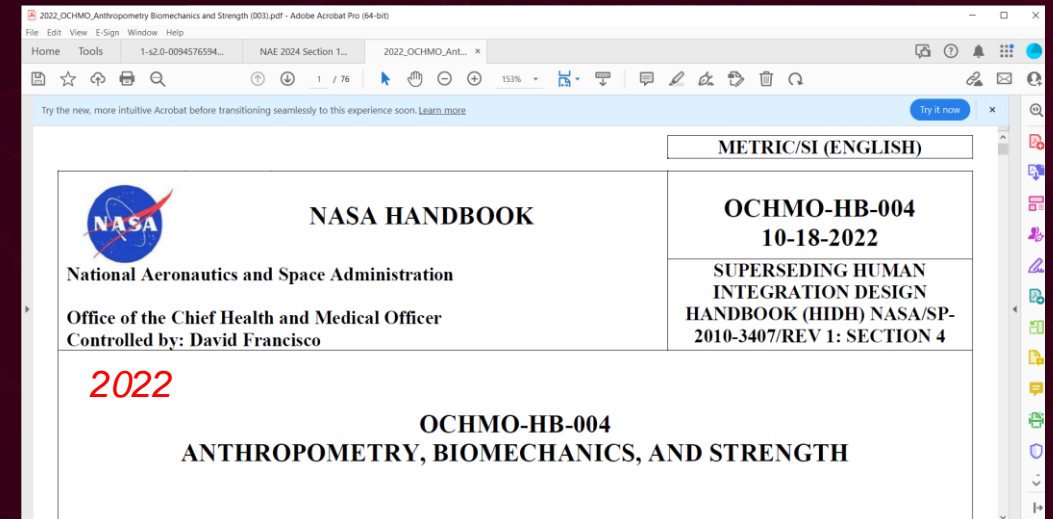 2022_OCHMO_Anthropometry Biomechanics and Strength (003).pdf - Adobe Acrobat Pro (64-bit)
File Edit View E-Sign Window Help
Home Tools 1-s2.0-0094576594... NAE 2024 Section 1... 2022_OCHMO_Ant... ×
1 / 76 153%
Try the new, more intuitive Acrobat before transitioning seamlessly to this experience soon. Learn more
Try it now
METRIC/SI (ENGLISH)
NASA
NASA HANDBOOK
National Aeronautics and Space Administration
Office of the Chief Health and Medical Officer
Controlled by: David Francisco
OCHMO-HB-004
10-18-2022
SUPERSEDING HUMAN
INTEGRATION DESIGN
HANDBOOK (HIDH) NASA/SP-
2010-3407/REV 1: SECTION 4
2022
OCHMO-HB-004
ANTHROPOMETRY, BIOMECHANICS, AND STRENGTH